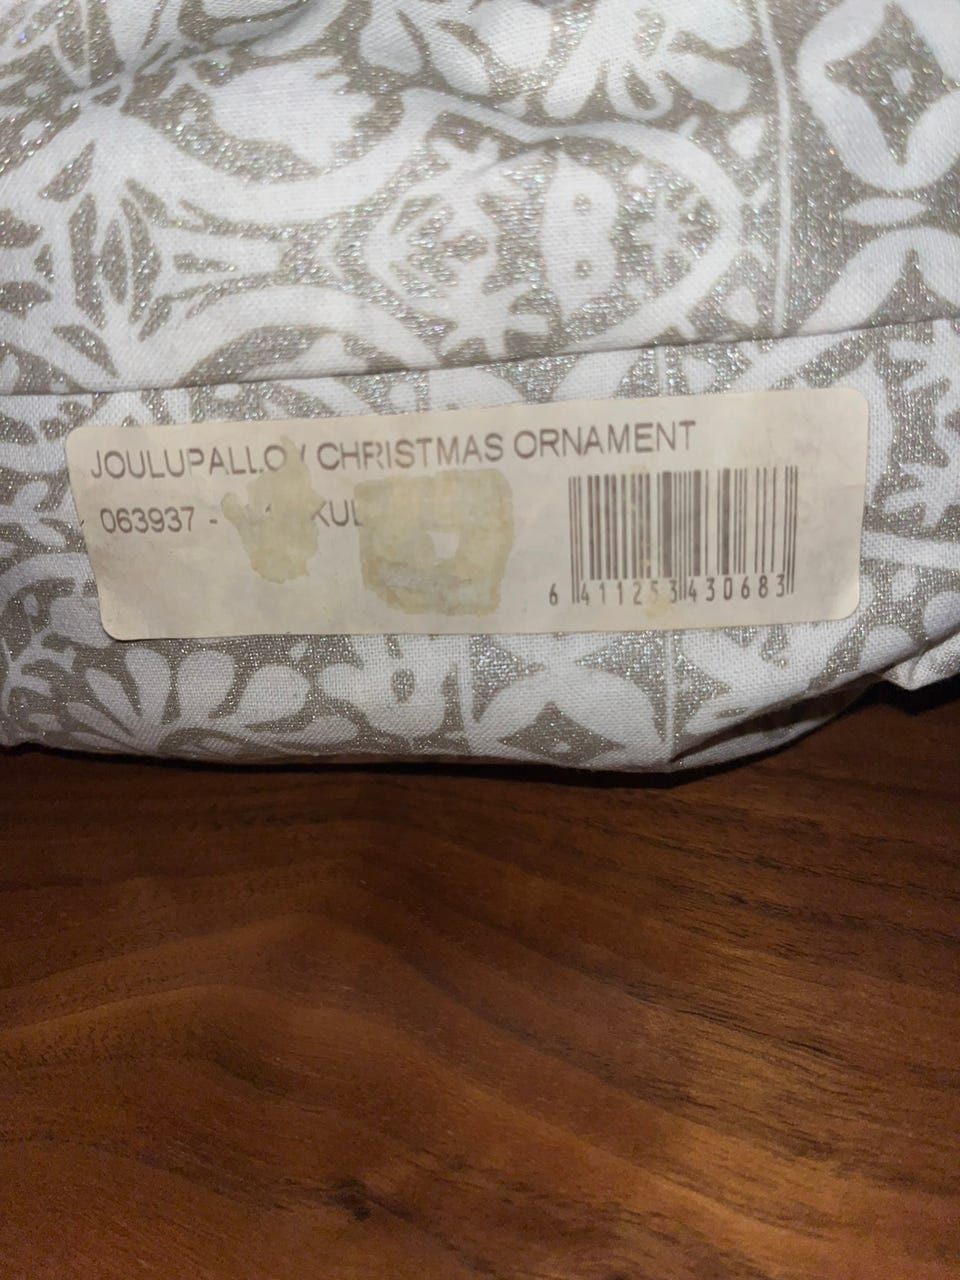 JOULUPALLO / CHRISTMAS ORNAMENT
063937 -
6 411253 430683